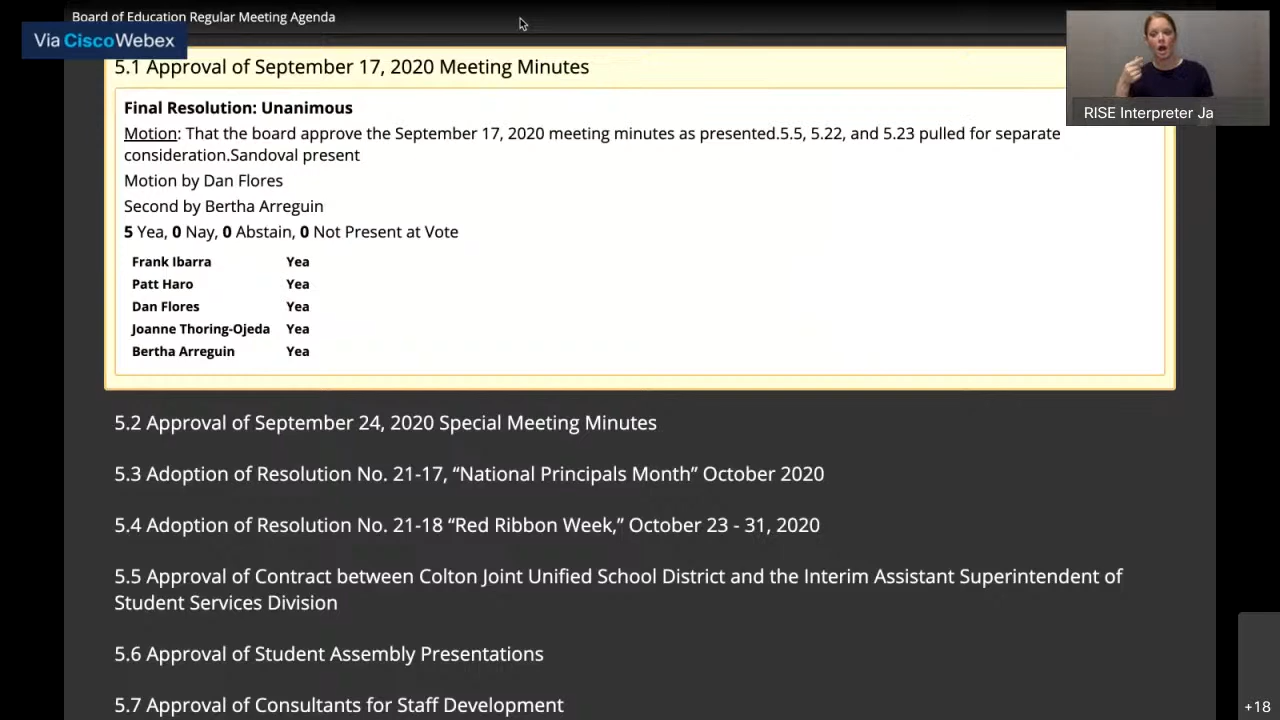 Board of Education Regular Meeting Agenda
Via CiscoWebex
5.1 Approval of September 17, 2020 Meeting Minutes
RISE Interpreter Ja
Final Resolution: Unanimous
Motion: That the board approve the September 17, 2020 meeting minutes as presented.5.5, 5.22, and 5.23 pulled for separate
consideration.Sandoval present
Motion by Dan Flores
Second by Bertha Arreguin
5 Yea, 0 Nay, 0 Abstain, 0 Not Present at Vote
Frank Ibarra Yea
Patt Haro Yea
Dan Flores Yea
Joanne Thoring-Ojeda Yea
Bertha Arreguin Yea
5.2 Approval of September 24, 2020 Special Meeting Minutes
5.3 Adoption of Resolution No. 21-17, “National Principals Month” October 2020
5.4 Adoption of Resolution No. 21-18 “Red Ribbon Week,” October 23 - 31, 2020
5.5 Approval of Contract between Colton Joint Unified School District and the Interim Assistant Superintendent of
Student Services Division
5.6 Approval of Student Assembly Presentations
5.7 Approval of Consultants for Staff Development
+18